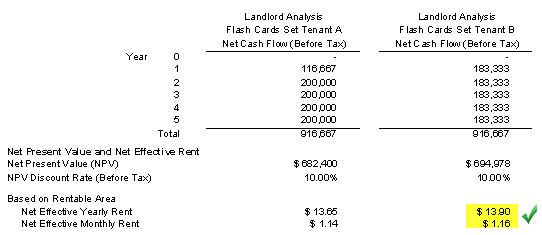 Landlord Analysis Landlord Analysis
Flash Cards Set Tenant A Flash Cards Set Tenant B
Net Cash Flow (Before Tax) Net Cash Flow (Before Tax)
Year 0 - -
1 116,667 183,333
2 200,000 183,333
3 200,000 183,333
4 200,000 183,333
5 200,000 183,333
Total 916,667 916,667
Net Present Value and Net Effective Rent
Net Present Value (NPV) $ 682,400 $ 694,978
NPV Discount Rate (Before Tax) 10.00% 10.00%
Based on Rentable Area
Net Effective Yearly Rent $ 13.65 $ 13.90
Net Effective Monthly Rent $ 1.14 $ 1.16